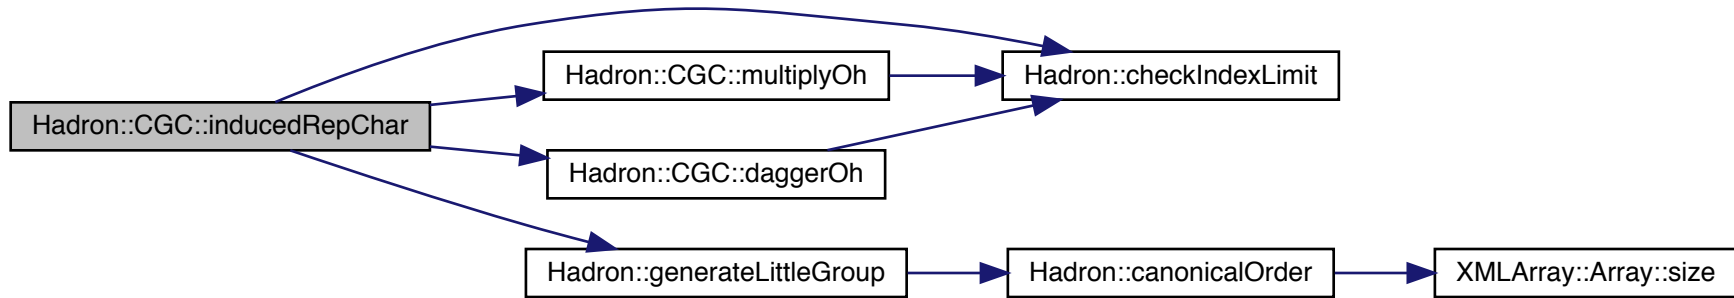 Hadron::CGC::multiplyOh
Hadron::checkIndexLimit
Hadron::CGC::inducedRepChar
Hadron::CGC::daggerOh
Hadron::generateLittleGroup
Hadron::canonicalOrder
XMLArray::Array::size